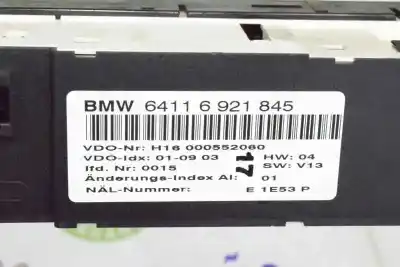 BMW 6411 6 921 845
VDO-Nr: H16 000552060
VDO-Idx: 01-09 03 HW: 04
lfd. Nr: 0015 17 SW: V13
Änderungs-Index AI: 01
NÄL-Nummer: E 1E53 P